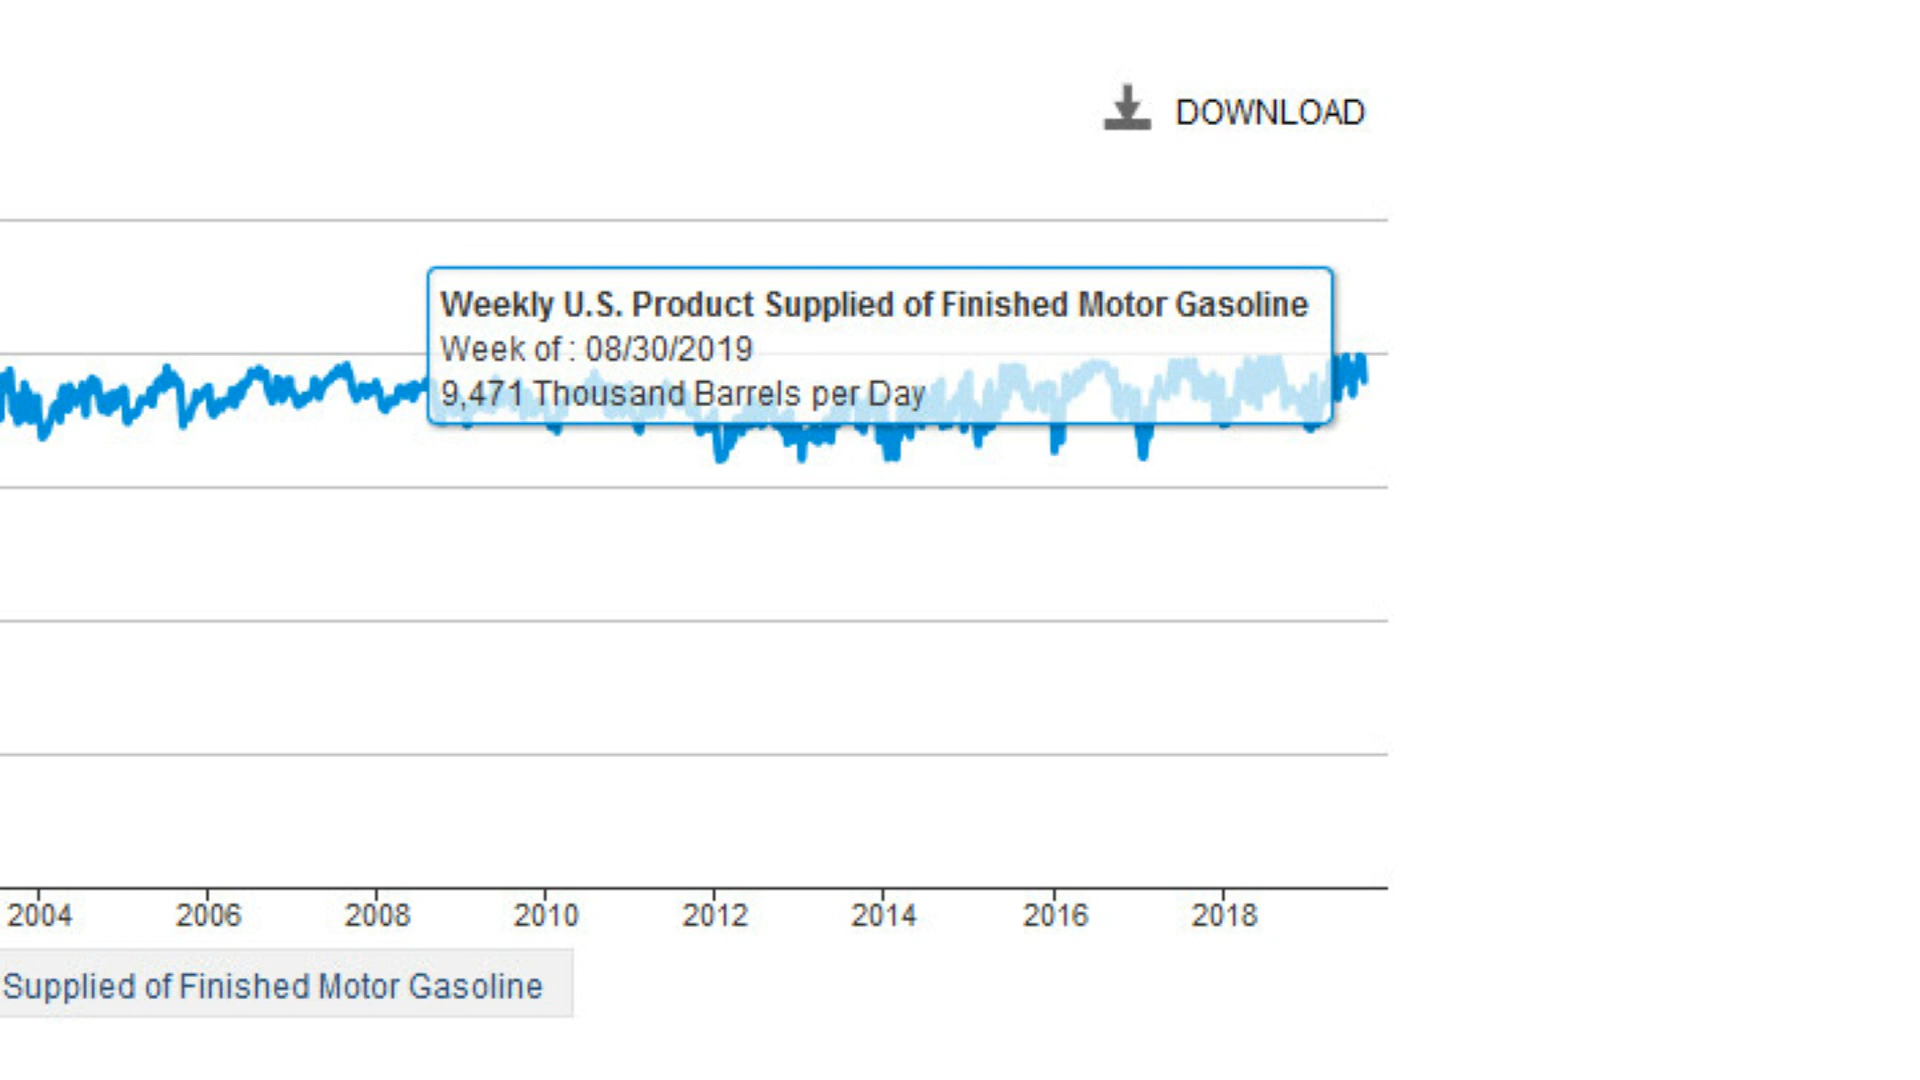 DOWNLOAD
Weekly U.S. Product Supplied of Finished Motor Gasoline
Week of : 08/30/2019
9,471 Thousand Barrels per Day
2004 2006 2008 2010 2012 2014 2016 2018
Supplied of Finished Motor Gasoline